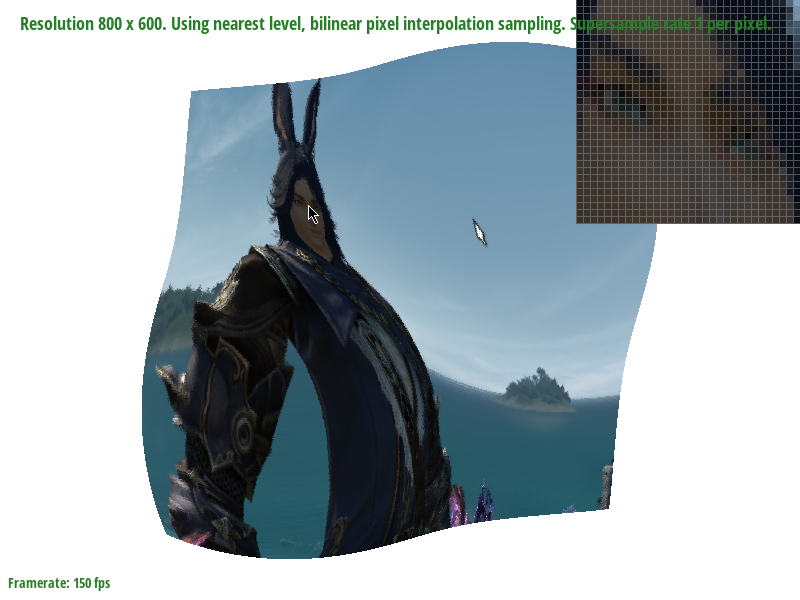 Resolution 800 x 600. Using nearest level, bilinear pixel interpolation sampling. Supersample rate 1 per pixel.
Framerate: 150 fps